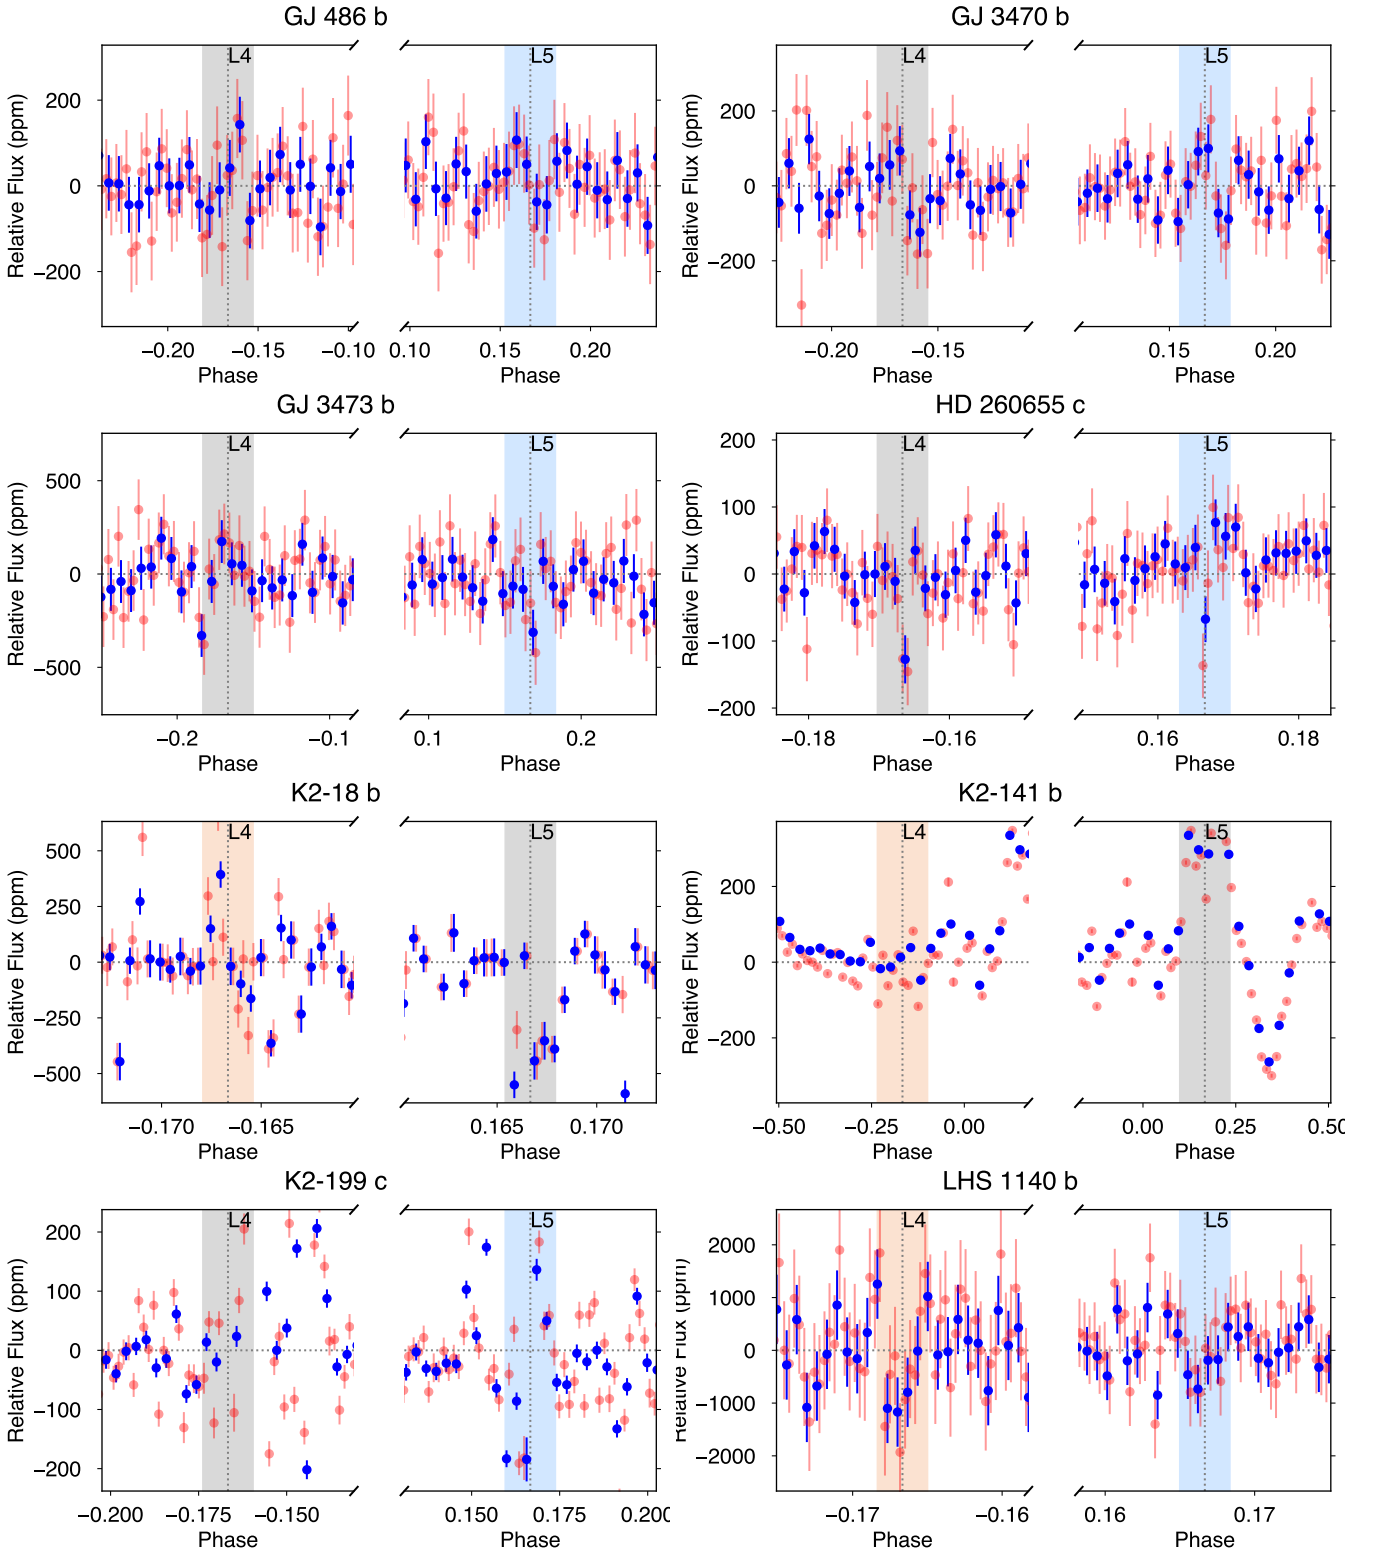 GJ 486 b
GJ 3470 b
L4
L5
L4
L5
Relative Flux (ppm)
200
0
−200
Relative Flux (ppm)
200
0
−200
−0.20
−0.15
−0.10
0.10
0.15
0.20
−0.20
−0.15
0.15
0.20
Phase
Phase
Phase
Phase
GJ 3473 b
HD 260655 c
L4
L5
L4
L5
Relative Flux (ppm)
500
0
−500
Relative Flux (ppm)
200
100
0
−100
−200
−0.2
−0.1
0.1
0.2
−0.18
−0.16
0.16
0.18
Phase
Phase
Phase
Phase
K2-18 b
K2-141 b
L4
L5
L4
L5
Relative Flux (ppm)
500
250
0
−250
−500
Relative Flux (ppm)
200
0
−200
−0.170
−0.165
0.165
0.170
−0.50
−0.25
0.00
0.00
0.25
0.50
Phase
Phase
Phase
Phase
K2-199 c
LHS 1140 b
L4
L5
L4
L5
Relative Flux (ppm)
200
100
0
−100
−200
Relative Flux (ppm)
2000
1000
0
−1000
−2000
−0.200
−0.175
−0.150
0.150
0.175
0.200
−0.17
−0.16
0.16
0.17
Phase
Phase
Phase
Phase